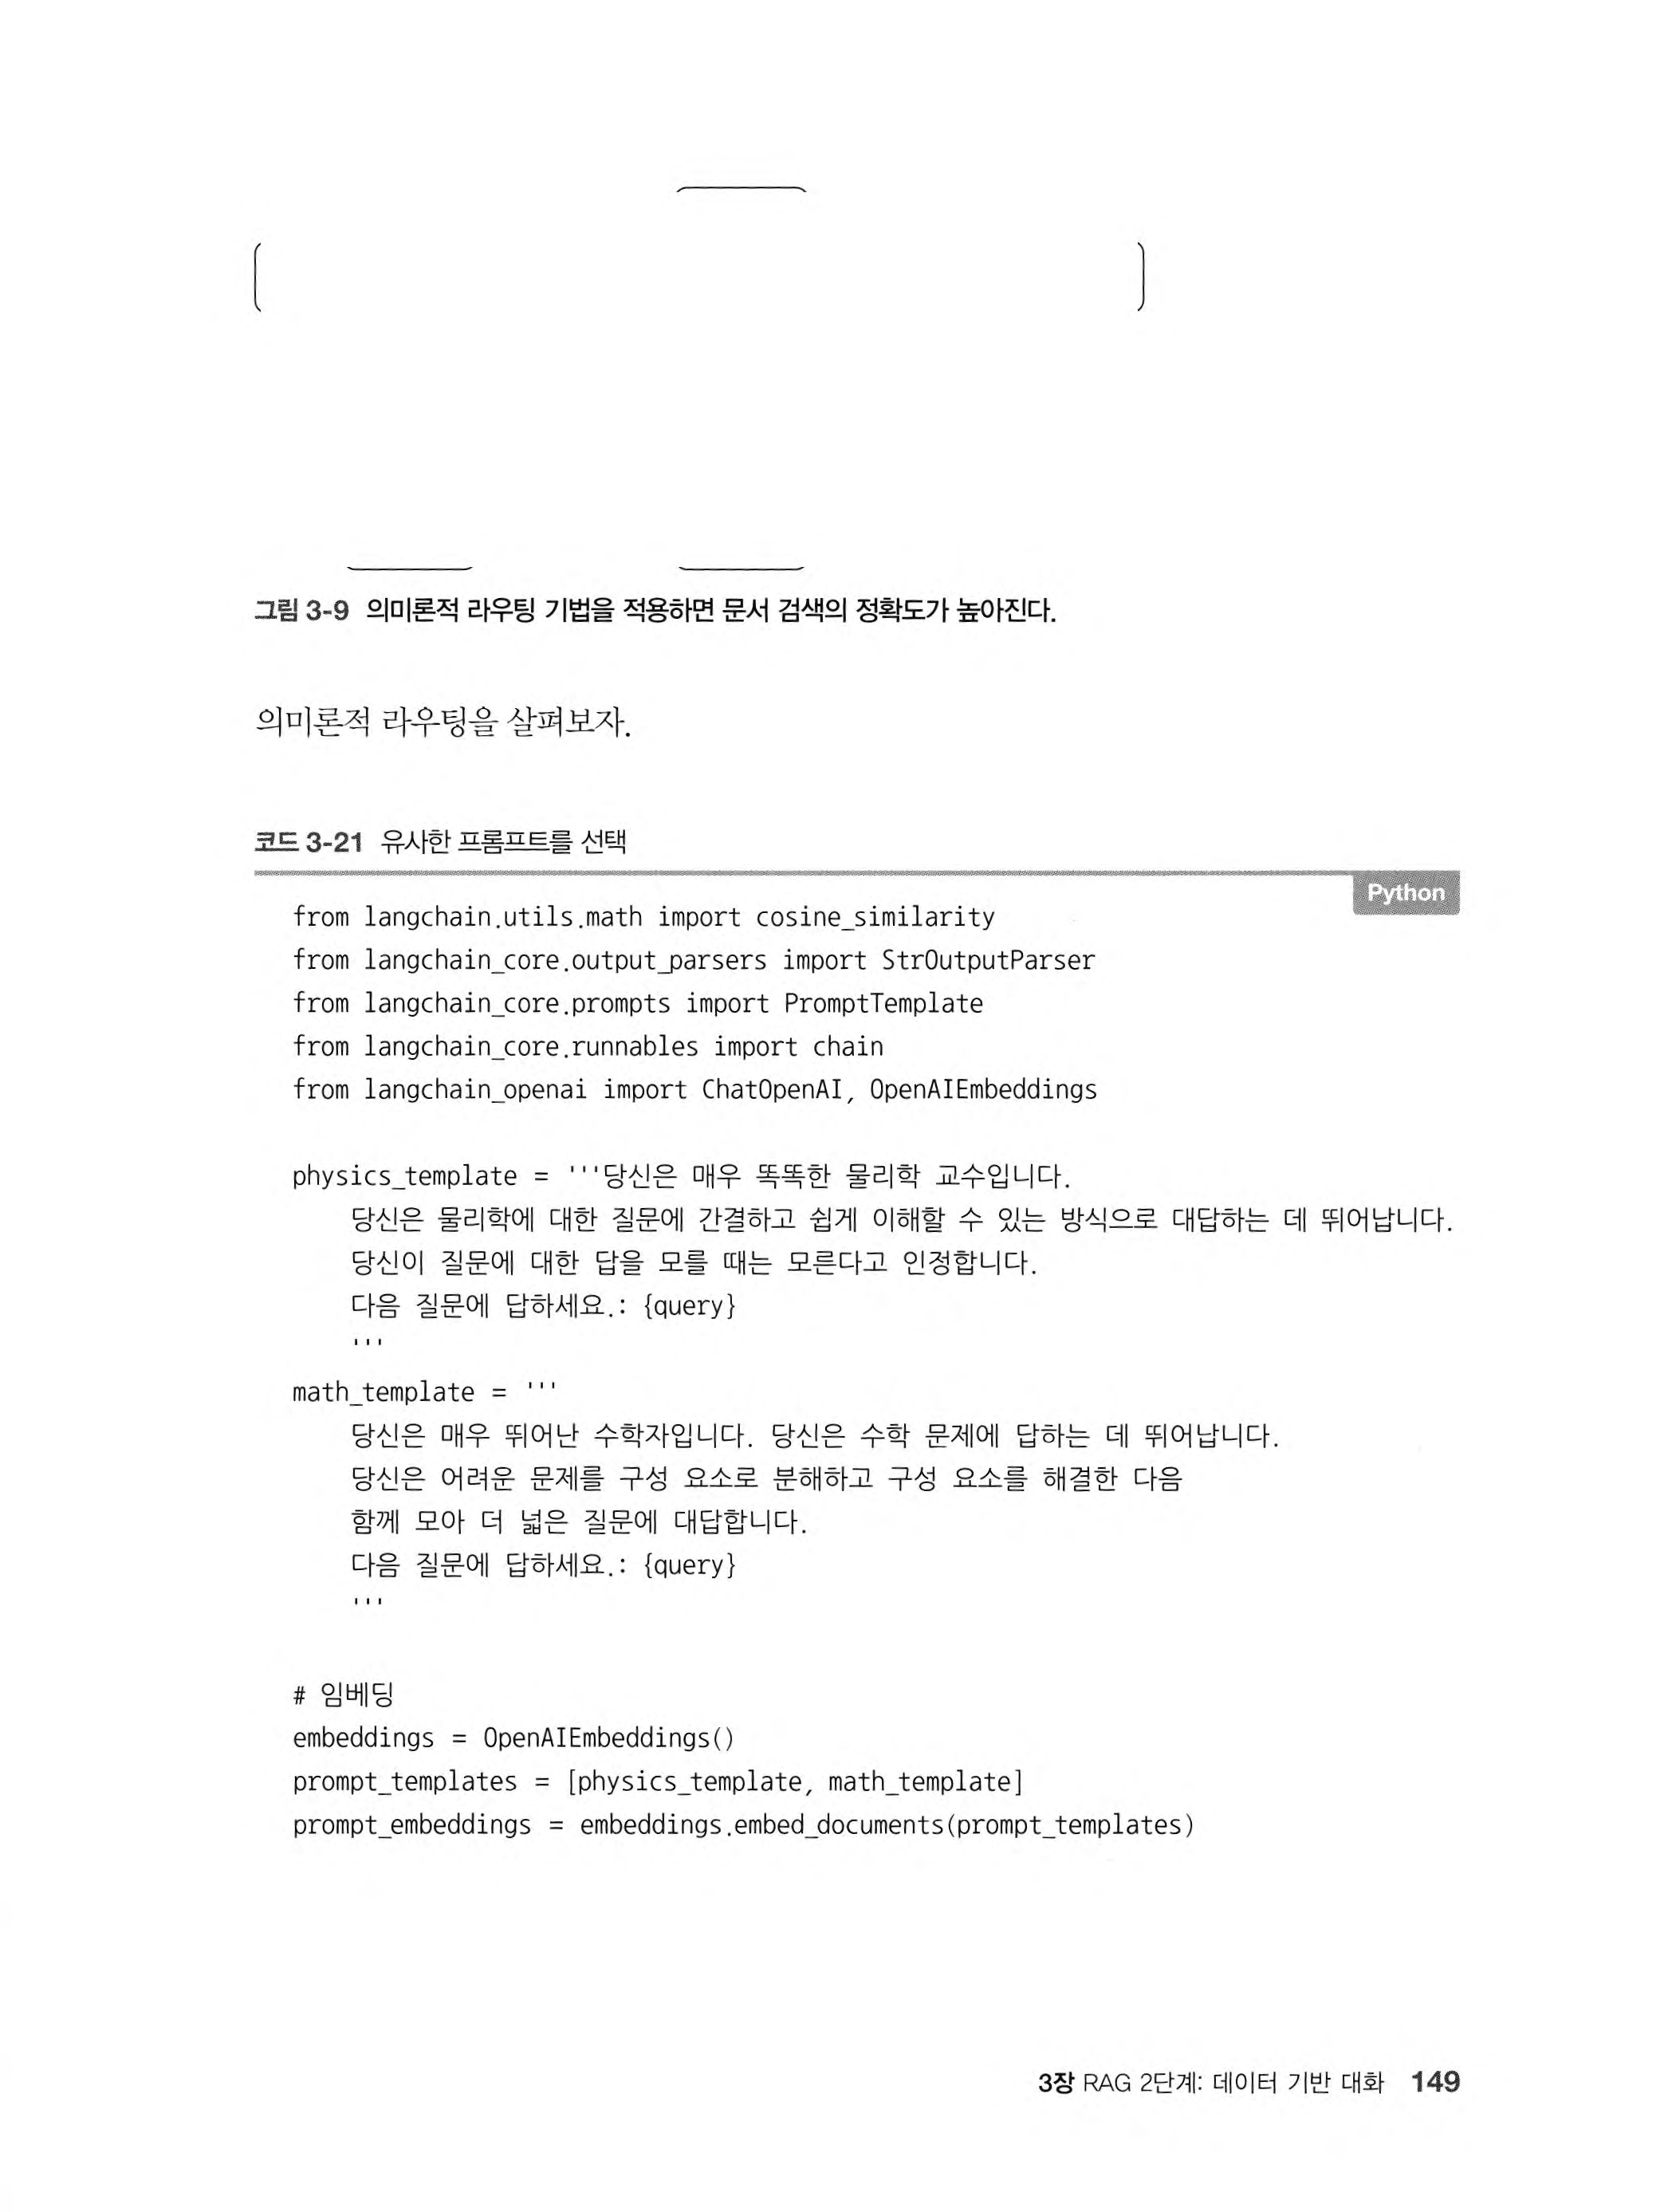 그림 3-9 의미론적 라우팅 기법을 적용하면 문서 검색의 정확도가 높아진다.
의미론적 라우팅을 살펴보자.
코드 3-21 유사한 프롬프트를 선택
Python
from langchain.utils.math import cosine_similarity
from langchain_core.output_parsers import StrOutputParser
from langchain_core.prompts import PromptTemplate
from langchain_core.runnables import chain
from langchain_openai import ChatOpenAI, OpenAIEmbeddings
physics_template = '''당신은 매우 똑똑한 물리학 교수입니다.
당신은 물리학에 대한 질문에 간결하고 쉽게 이해할 수 있는 방식으로 대답하는 데 뛰어납니다.
당신이 질문에 대한 답을 모를 때는 모른다고 인정합니다.
다음 질문에 답하세요.: {query}
'''
math_template = '''
당신은 매우 뛰어난 수학자입니다. 당신은 수학 문제에 답하는 데 뛰어납니다.
당신은 어려운 문제를 구성 요소로 분해하고 구성 요소를 해결한 다음
함께 모아 더 넓은 질문에 대답합니다.
다음 질문에 답하세요.: {query}
'''
# 임베딩
embeddings = OpenAIEmbeddings()
prompt_templates = [physics_template, math_template]
prompt_embeddings = embeddings.embed_documents(prompt_templates)
3장 RAG 2단계: 데이터 기반 대화 149